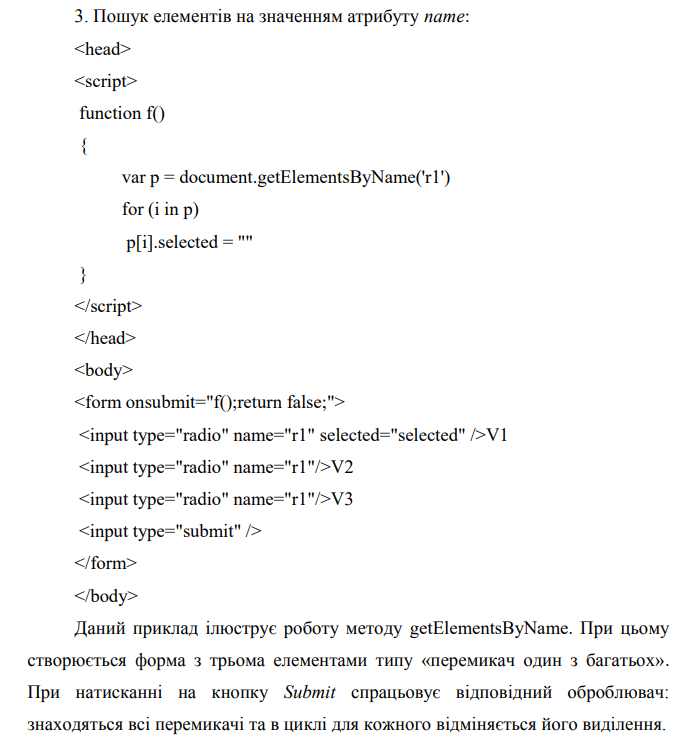 3. Пошук елементів на значенням атрибуту name:
<head>
<script>
function f()
{
var p = document.getElementsByName('r1')
for (i in p)
p[i].selected = ""
}
</script>
</head>
<body>
<form onsubmit="f();return false;">
<input type="radio" name="r1" selected="selected" />V1
<input type="radio" name="r1"/>V2
<input type="radio" name="r1"/>V3
<input type="submit" />
</form>
</body>
Даний приклад ілюструє роботу методу getElementsByName. При цьому
створюється форма з трьома елементами типу «перемикач один з багатьох».
При натисканні на кнопку Submit спрацьовує відповідний оброблювач:
знаходяться всі перемикачі та в циклі для кожного відміняється його виділення.